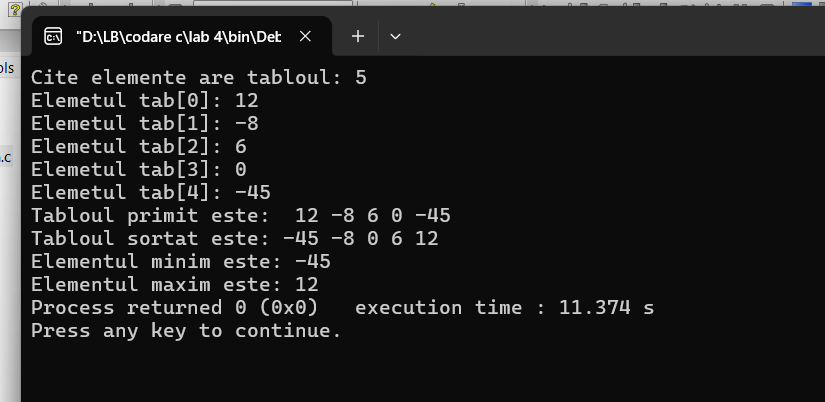 "D:\LB\codare c\lab 4\bin\Det
ols
Cite elemente are tabloul: 5
Elemetul tab[0]: 12
Elemetul tab[1]: -8
Elemetul tab[2]: 6
.c
Elemetul tab[3]: 0
Elemetul tab[4]: -45
Tabloul primit este:  12 -8 6 0 -45
Tabloul sortat este: -45 -8 0 6 12
Elementul minim este: -45
Elementul maxim este: 12
Process returned 0 (0x0)   execution time : 11.374 s
Press any key to continue.